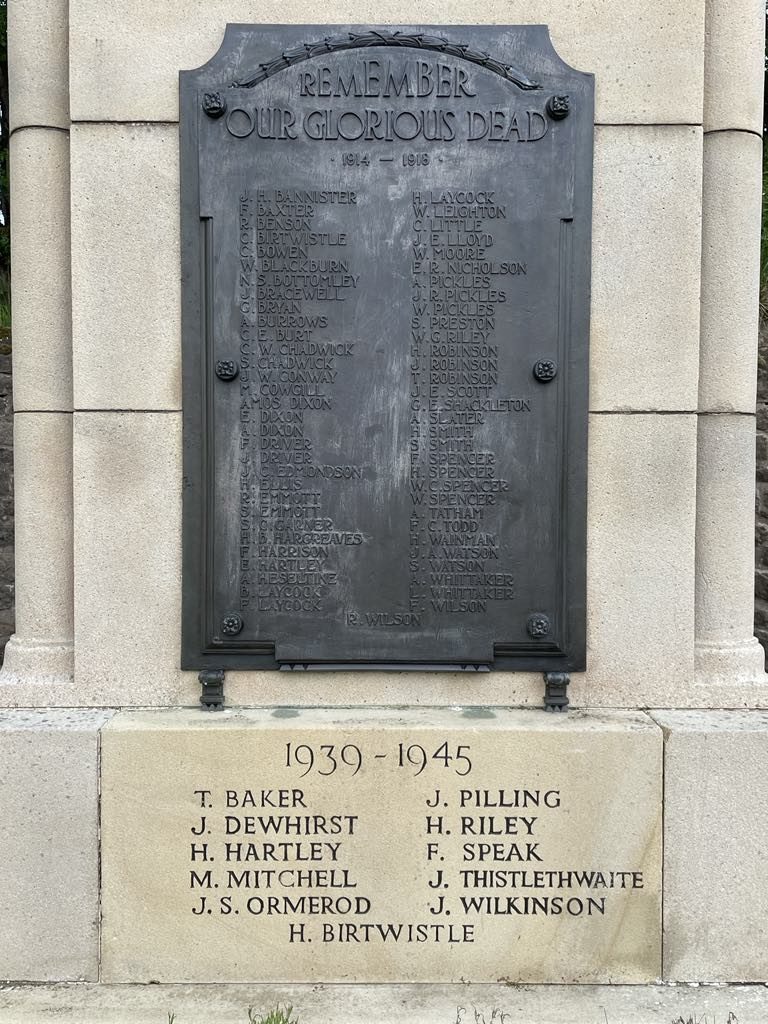 REMEMBER
OUR GLORIOUS DEAD
· 1914 — 1918 ·
J. H. BANNISTER
F. BAXTER
R. BENSON
C. BIRTWISTLE
C. BOWEN
W. BLACKBURN
N. S. BOTTOMLEY
J. BRACEWELL
G. BRYAN
A. BURROWS
C. E. BURT
C. W. CHADWICK
S. CHADWICK
J. W. CONWAY
M. COWGILL
AMOS DIXON
E. DIXON
A. DIXON
F. DRIVER
J. DRIVER
J. C. EDMONDSON
H. ELLIS
R. EMMOTT
S. EMMOTT
S. G. GARNER
H. B. HARGREAVES
F. HARRISON
E. HARTLEY
A. HESELTINE
B. LAYCOCK
F. LAYCOCK
H. LAYCOCK
W. LEIGHTON
C. LITTLE
J. E. LLOYD
W. MOORE
E. R. NICHOLSON
A. PICKLES
J. R. PICKLES
W. PICKLES
S. PRESTON
W. G. RILEY
H. ROBINSON
J. ROBINSON
T. ROBINSON
J. E. SCOTT
G. E. SHACKLETON
A. SLATER
H. SMITH
S. SMITH
F. SPENCER
H. SPENCER
W. C. SPENCER
W. SPENCER
A. TATHAM
F. C. TODD
H. WAINMAN
J. A. WATSON
S. WATSON
A. WHITTAKER
L. WHITTAKER
F. WILSON
R. WILSON
1939 - 1945
T. BAKER
J. DEWHIRST
H. HARTLEY
M. MITCHELL
J. S. ORMEROD
J. PILLING
H. RILEY
F. SPEAK
J. THISTLETHWAITE
J. WILKINSON
H. BIRTWISTLE